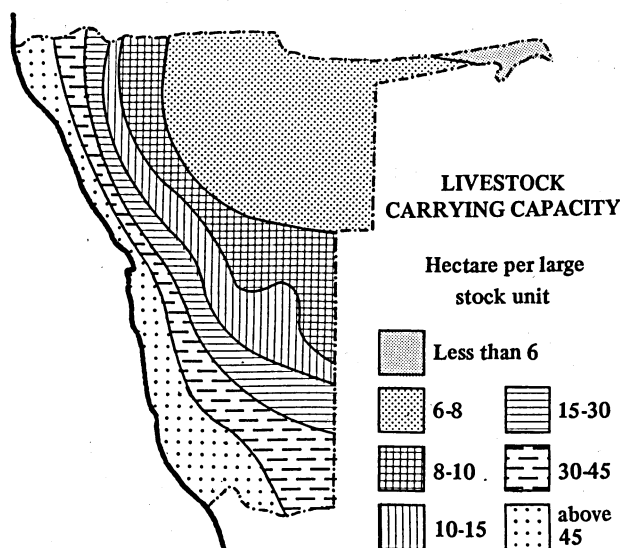 LIVESTOCK
CARRYING CAPACITY
Hectare per large
stock unit
Less than 6
6-8
15-30
8-10
30-45
10-15
above
45